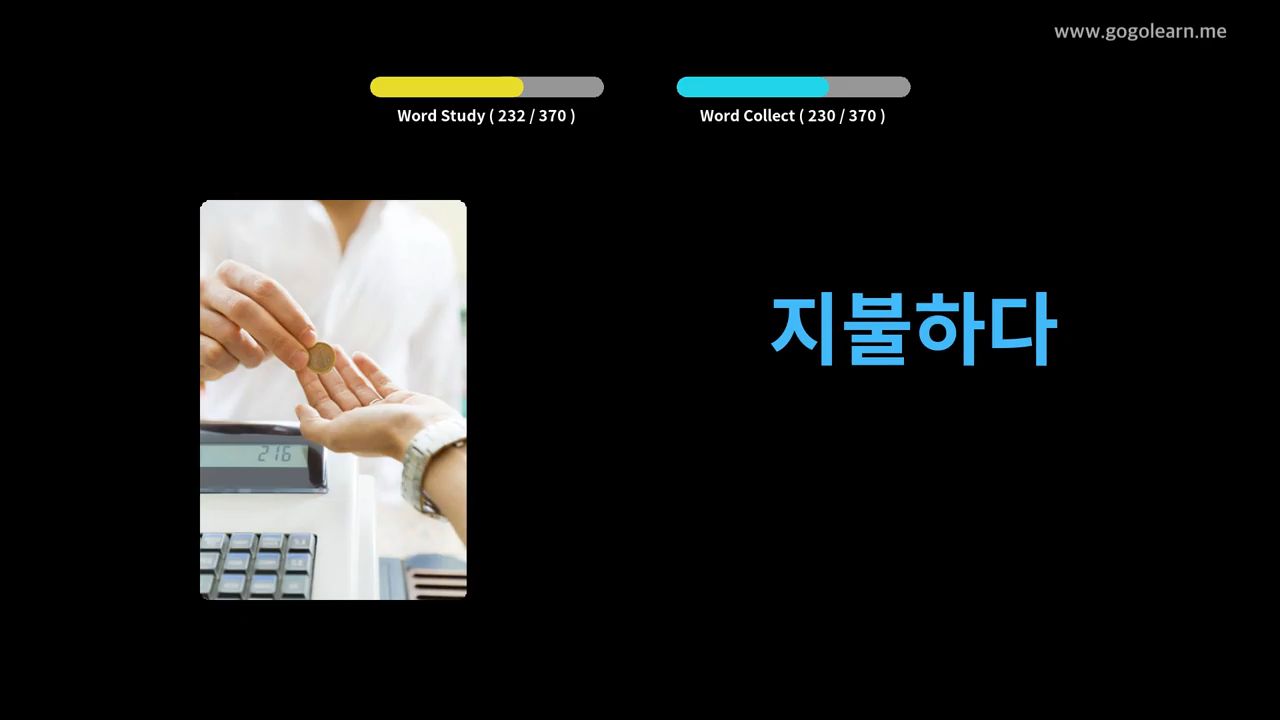 www.gogolearn.me
Word Study ( 232 / 370 )
Word Collect ( 230 / 370 )
지불하다
216